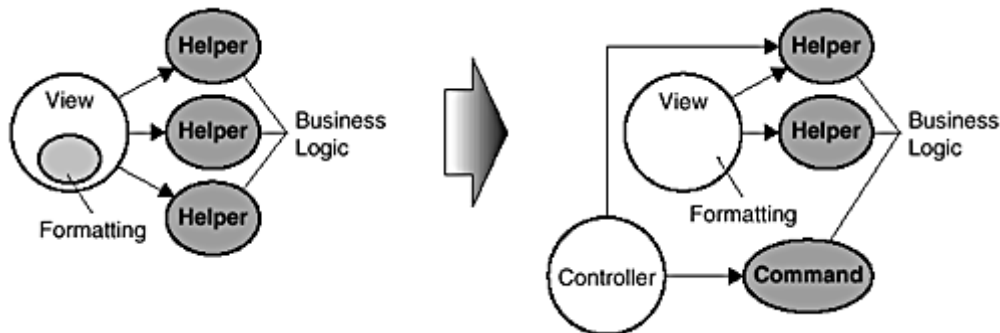 Helper
View
Helper
Business
Logic
Helper
Formatting
Helper
View
Helper
Business
Logic
Formatting
Controller
Command